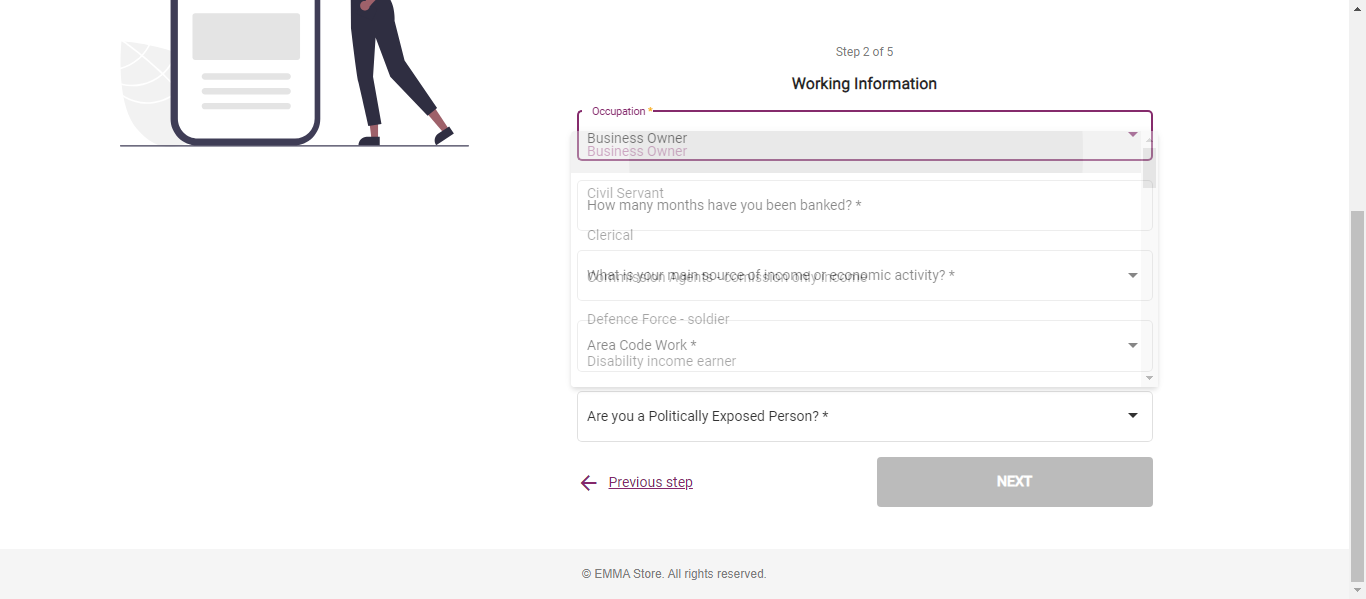 Step 2 of 5
Working Information
Occupation *
Business Owner
Business Owner
Civil Servant
How many months have you been banked? *
Clerical
What is your main source of income or economic activity? *
Commission Agents - comission only income
Defence Force - soldier
Area Code Work *
Disability income earner
Are you a Politically Exposed Person? *
Previous step
NEXT
© EMMA Store. All rights reserved.